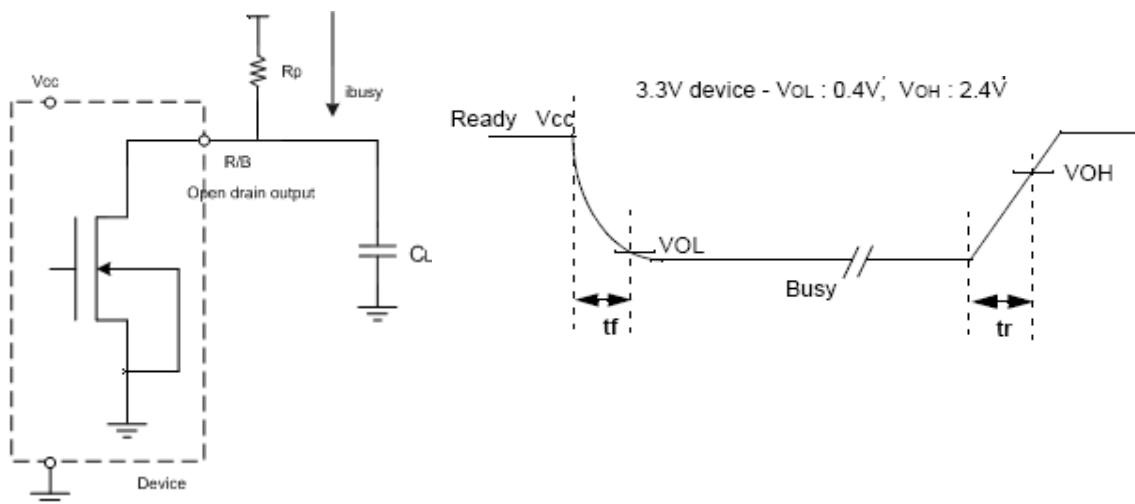 Rp
Vcc
ibusy
R/B
Open drain output
CL
Device
3.3V device - VOL : 0.4V, VOH : 2.4V
Ready Vcc
VOH
VOL
Busy
tf
tr